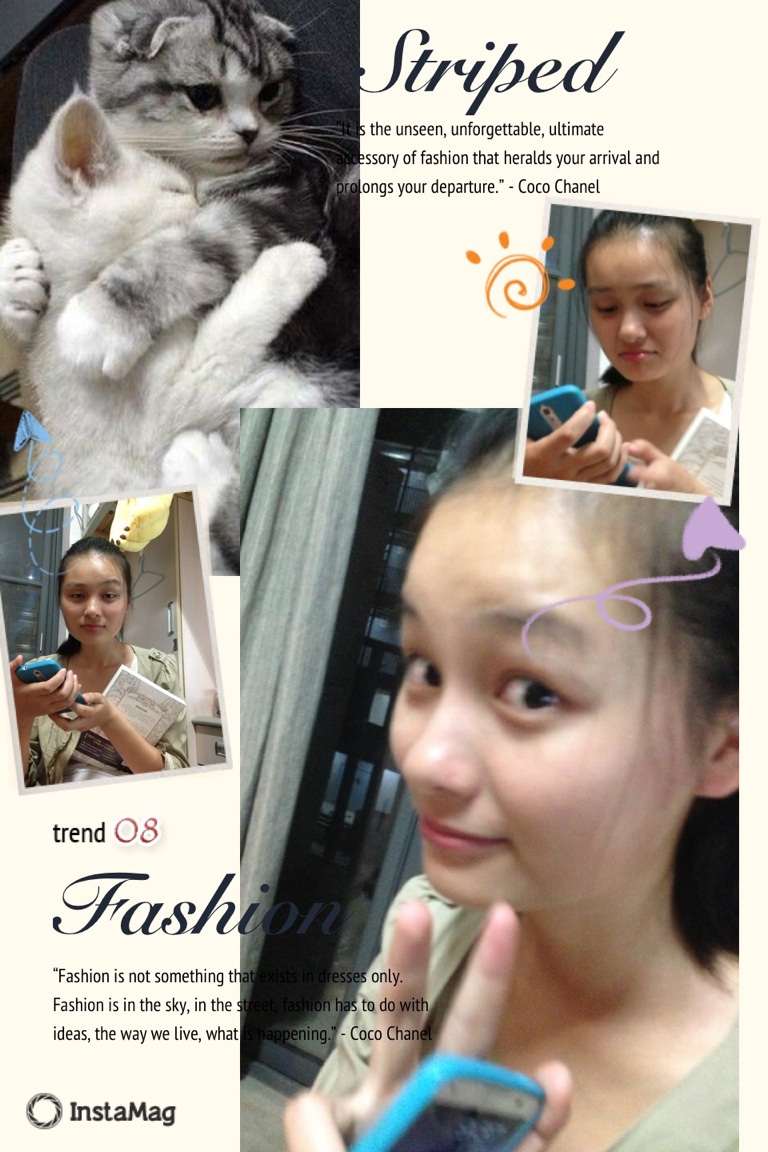 Striped
"It is the unseen, unforgettable, ultimate
accessory of fashion that heralds your arrival and
prolongs your departure.” - Coco Chanel
trend 08
Fashion
“Fashion is not something that exists in dresses only.
Fashion is in the sky, in the street, fashion has to do with
ideas, the way we live, what is happening.” - Coco Chanel
InstaMag